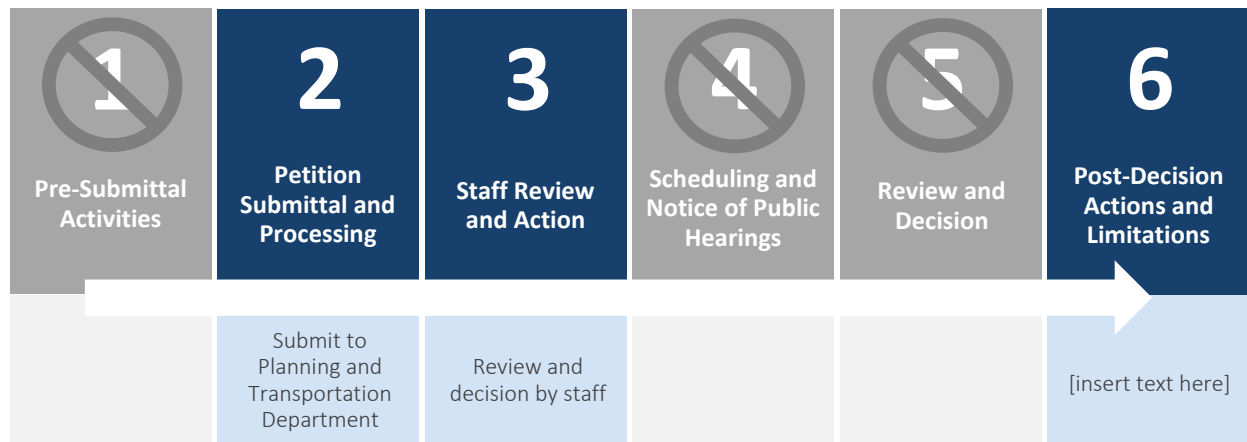 1
Pre-Submittal
Activities
2
Petition
Submittal and
Processing
3
Staff Review
and Action
4
Scheduling and
Notice of Public
Hearings
5
Review and
Decision
6
Post-Decision
Actions and
Limitations
Submit to
Planning and
Transportation
Department
Review and
decision by staff
[insert text here]